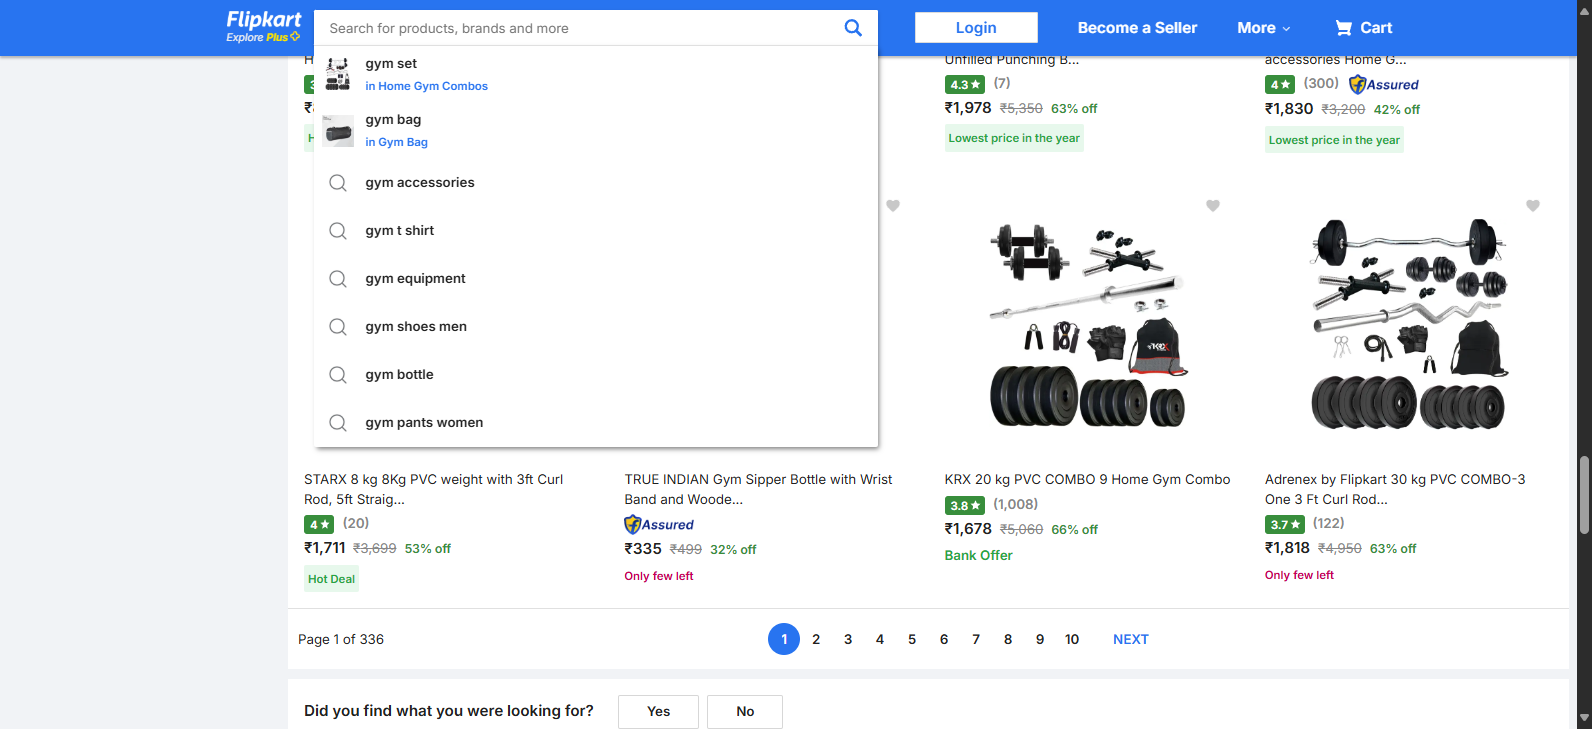 Flipkart
Explore Plus
Search for products, brands and more
Login
Become a Seller
More
Cart
gym set
in Home Gym Combos
gym bag
in Gym Bag
gym accessories
gym t shirt
gym equipment
gym shoes men
gym bottle
gym pants women
Unfilled Punching B...
4.3 ★ (7)
₹1,978 ₹5,350 63% off
Lowest price in the year
accessories Home G...
4 ★ (300) Assured
₹1,830 ₹3,200 42% off
Lowest price in the year
KRX
STARX 8 kg 8Kg PVC weight with 3ft Curl
Rod, 5ft Straig...
4 ★ (20)
₹1,711 ₹3,699 53% off
Hot Deal
TRUE INDIAN Gym Sipper Bottle with Wrist
Band and Woode...
Assured
₹335 ₹499 32% off
Only few left
KRX 20 kg PVC COMBO 9 Home Gym Combo
3.8 ★ (1,008)
₹1,678 ₹5,060 66% off
Bank Offer
Adrenex by Flipkart 30 kg PVC COMBO-3
One 3 Ft Curl Rod...
3.7 ★ (122)
₹1,818 ₹4,950 63% off
Only few left
Page 1 of 336
1 2 3 4 5 6 7 8 9 10 NEXT
Did you find what you were looking for?
Yes
No